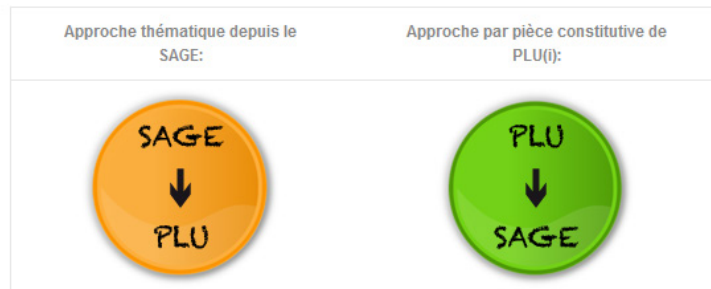 Approche thématique depuis le
SAGE:
Approche par pièce constitutive de
PLU(i):
SAGE
PLU
PLU
SAGE